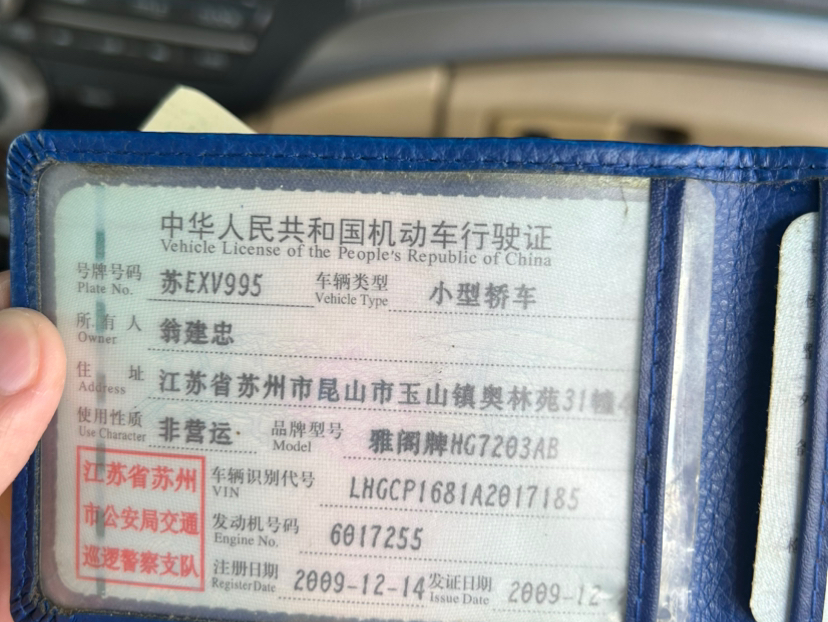 中华人民共和国机动车行驶证
Vehicle License of the People's Republic of China
号牌号码 苏EXV995 车辆类型 小型轿车
Plate No. Vehicle Type
所有人 翁建忠
Owner
住址 江苏省苏州市昆山市玉山镇奥林苑31幢
Address
使用性质 非营运 品牌型号 雅阁牌HG7203AB
Use Character Model
江苏省苏州 车辆识别代号 LHGCP1681A2017185
VIN
市公安局交通 发动机号码 6017255
Engine No.
巡逻警察支队 注册日期 2009-12-14 发证日期 2009-12-
Register Date Issue Date